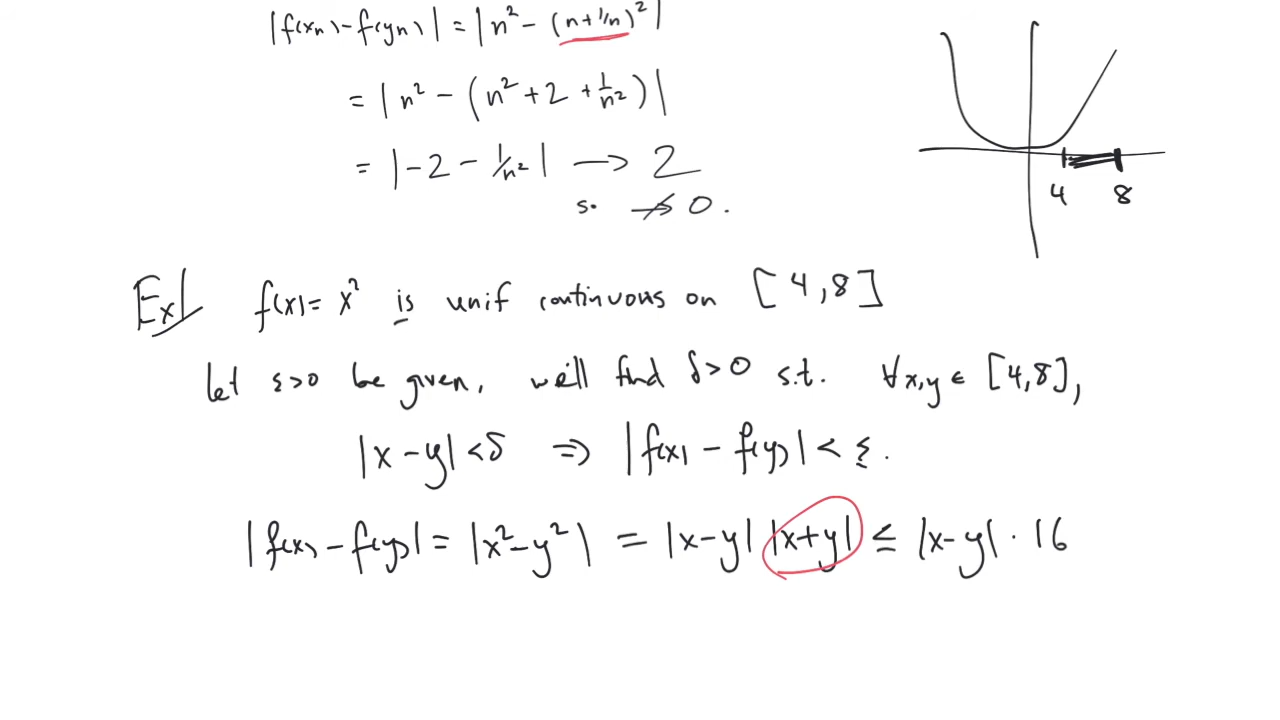 |f(xₙ) - f(yₙ)| = |n² - (n+1/n)²|
= |n² - (n² + 2 + 1/n²)|
= |-2 - 1/n²| → 2
so ↛ 0.
4 8
Ex| f(x) = x² is unif continuous on [4,8]
Let ε>0 be given, we'll find δ>0 s.t. ∀x,y ∈ [4,8],
|x - y| < δ ⇒ |f(x) - f(y)| < ε.
|f(x) - f(y)| = |x² - y²| = |x-y| |x+y| ≤ |x-y| · 16